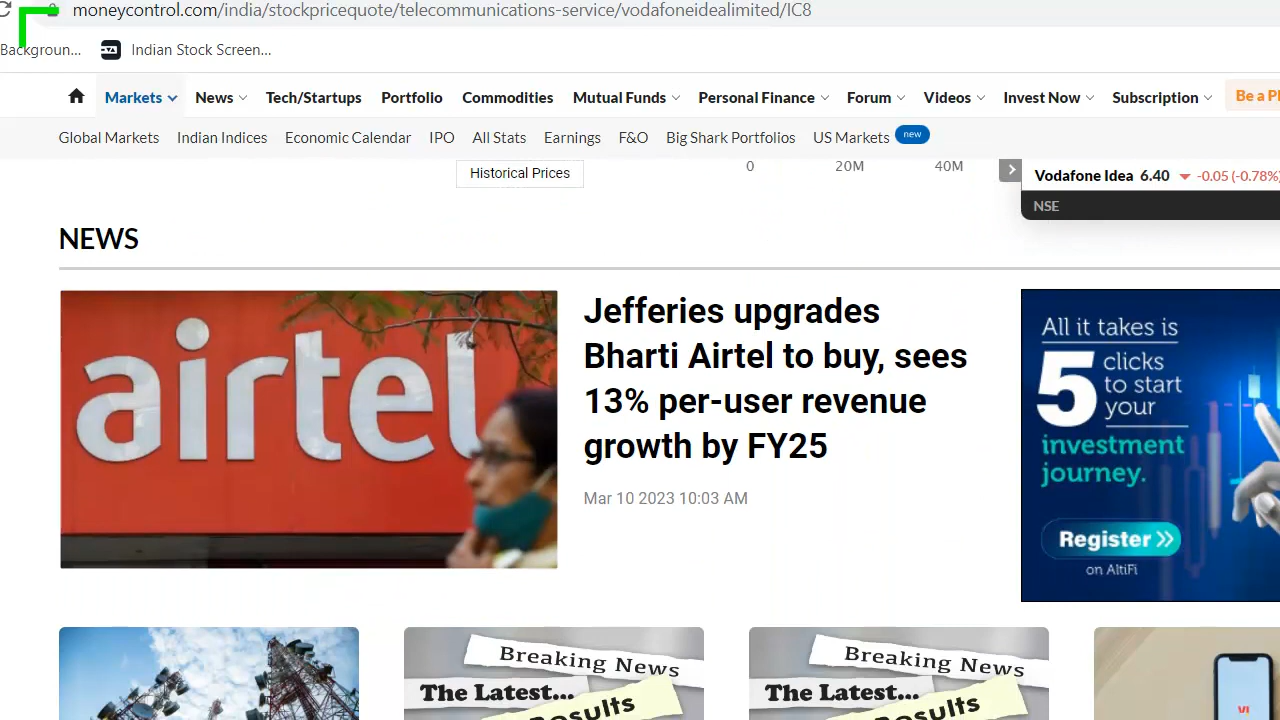 moneycontrol.com/india/stockpricequote/telecommunications-service/vodafoneidealimited/IC8
Backgroun... Indian Stock Screen...
Markets News Tech/Startups Portfolio Commodities Mutual Funds Personal Finance Forum Videos Invest Now Subscription Be a
Global Markets Indian Indices Economic Calendar IPO All Stats Earnings F&O Big Shark Portfolios US Markets new
Historical Prices 0 20M 40M
Vodafone Idea 6.40 -0.05 (-0.78%)
NSE
NEWS
airtel
Jefferies upgrades
Bharti Airtel to buy, sees
13% per-user revenue
growth by FY25
Mar 10 2023 10:03 AM
All it takes is
5 clicks
to start
your
investment
journey.
Register
on AltiFi
Breaking News
The Latest...
Results
Breaking News
The Latest...
Results
VI